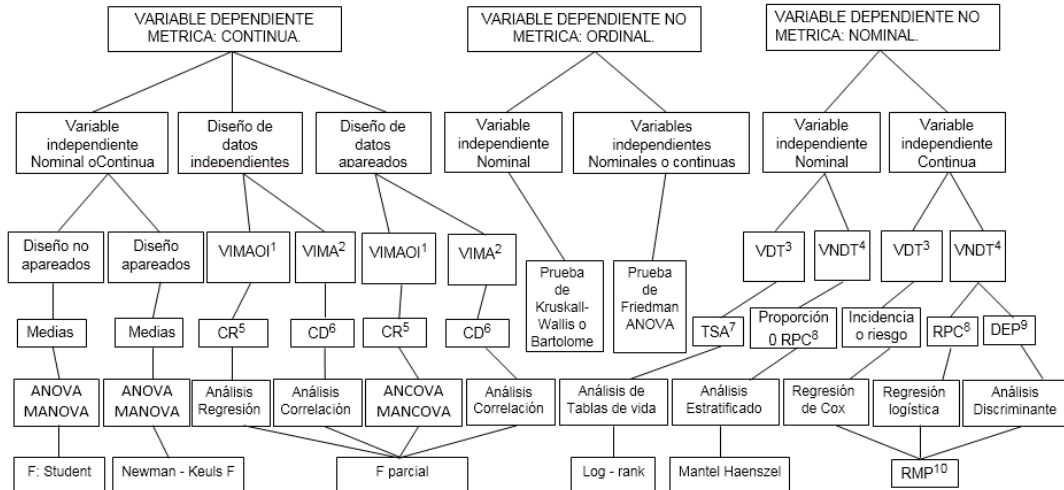 VARIABLE DEPENDIENTE
METRICA: CONTINUA.
VARIABLE DEPENDIENTE NO
METRICA: ORDINAL.
VARIABLE DEPENDIENTE NO
METRICA: NOMINAL.
Variable
independiente
Nominal oContinua
Diseño de
datos
independientes
Diseño de
datos
apareados
Variable
independiente
Nominal
Variables
independientes
Nominales o continuas
Variable
independiente
Nominal
Variable
independiente
Continua
Diseño no
apareados
Diseño
apareados
VIMAOI¹
VIMA²
VIMAOI¹
VIMA²
Prueba
de
Kruskall-
Wallis o
Bartolome
Prueba
de
Friedman
ANOVA
VDT³
VNDT⁴
VDT³
VNDT⁴
Medias
Medias
CR⁵
CD⁶
CR⁵
CD⁶
TSA⁷
Proporción
0 RPC⁸
Incidencia
o riesgo
RPC⁸
DEP⁹
ANOVA
MANOVA
ANOVA
MANOVA
Análisis
Regresión
Análisis
Correlación
ANCOVA
MANCOVA
Análisis
Correlación
Análisis de
Tablas de vida
Análisis
Estratificado
Regresión
de Cox
Regresión
logística
Análisis
Discriminante
F: Student
Newman - Keuls F
F parcial
Log - rank
Mantel Haenszel
RMP¹⁰